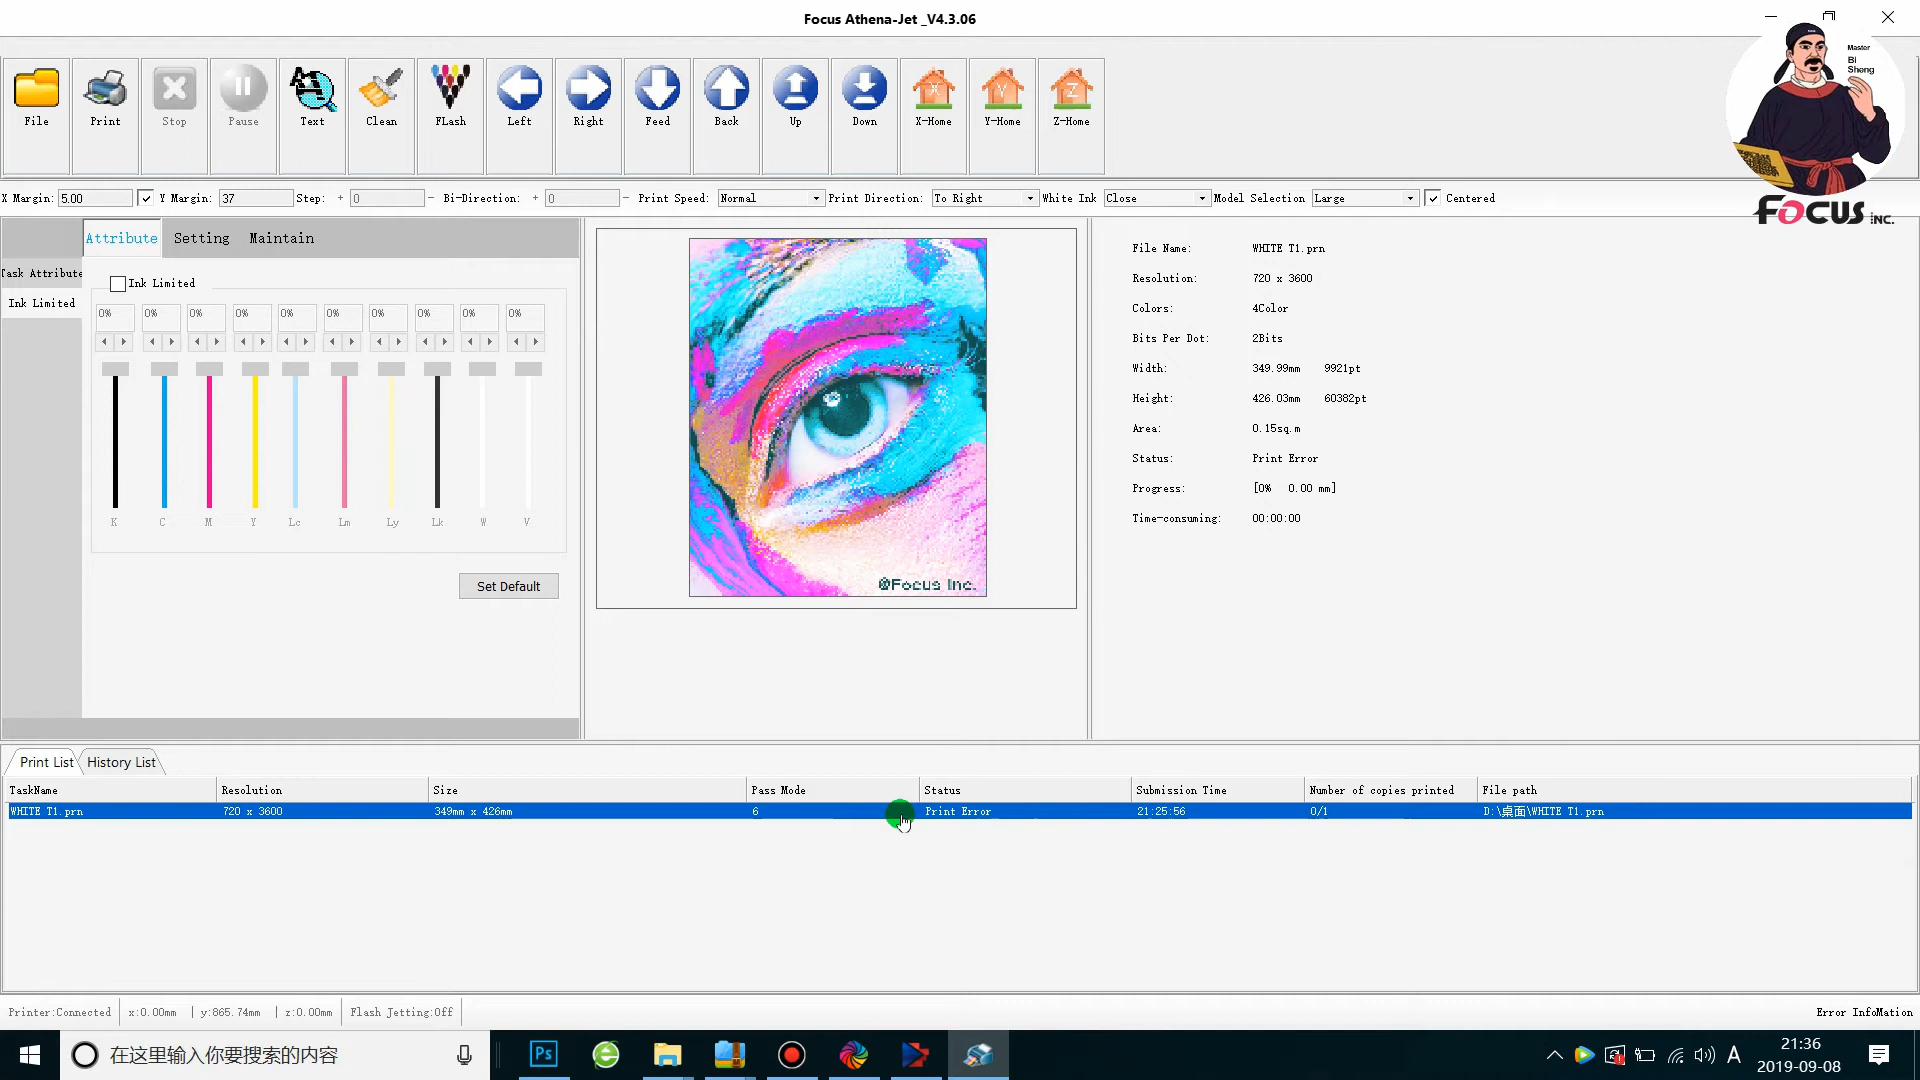 Focus Athena-Jet _V4.3.06
File Print Stop Pause Text Clean FLash Left Right Feed Back Up Down X-Home Y-Home Z-Home
Master
Bi
Sheng
FOCUS INC.
X Margin: 5.00 Y Margin: 37 Step: + 0 - Bi-Direction: + 0 - Print Speed: Normal Print Direction: To Right White Ink Close Model Selection Large Centered
Attribute Setting Maintain
Task Attribute
Ink Limited
Ink Limited
0% 0% 0% 0% 0% 0% 0% 0% 0% 0%
K C M Y Lc Lm Ly Lk W V
Set Default
@Focus Inc.
File Name: WHITE T1.prn
Resolution: 720 x 3600
Colors: 4Color
Bits Per Dot: 2Bits
Width: 349.99mm 9921pt
Height: 426.03mm 60382pt
Area: 0.15sq.m
Status: Print Error
Progress: [0% 0.00 mm]
Time-consuming: 00:00:00
Print List History List
TaskName Resolution Size Pass Mode Status Submission Time Number of copies printed File path
WHITE T1.prn 720 x 3600 349mm x 426mm 6 Print Error 21:25:56 0/1 D:\桌面\WHITE T1.prn
Printer:Connected x:0.00mm | y:865.74mm | z:0.00mm Flash Jetting:Off Error InfoMation
在这里输入你要搜索的内容
Ps
A
21:36
2019-09-08